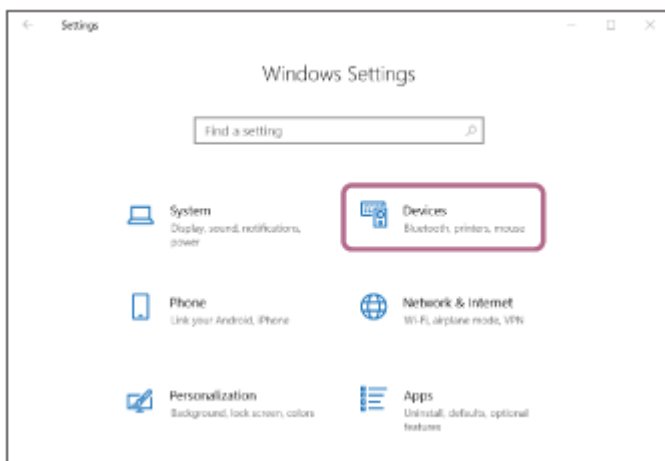 Settings
Windows Settings
Find a setting
System
Display, sound, notifications,
power
Devices
Bluetooth, printers, mouse
Phone
Link your Android, iPhone
Network & Internet
Wi-Fi, airplane mode, VPN
Personalization
Background, lock screen, colors
Apps
Uninstall, defaults, optional
features